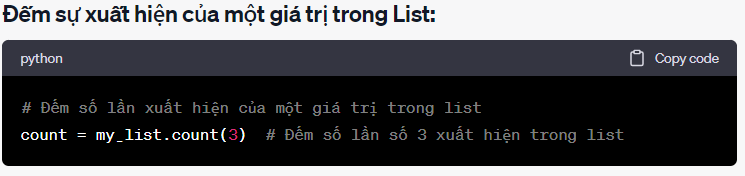 Đếm sự xuất hiện của một giá trị trong List:
python Copy code
# Đếm số lần xuất hiện của một giá trị trong list
count = my_list.count(3)  # Đếm số lần số 3 xuất hiện trong list